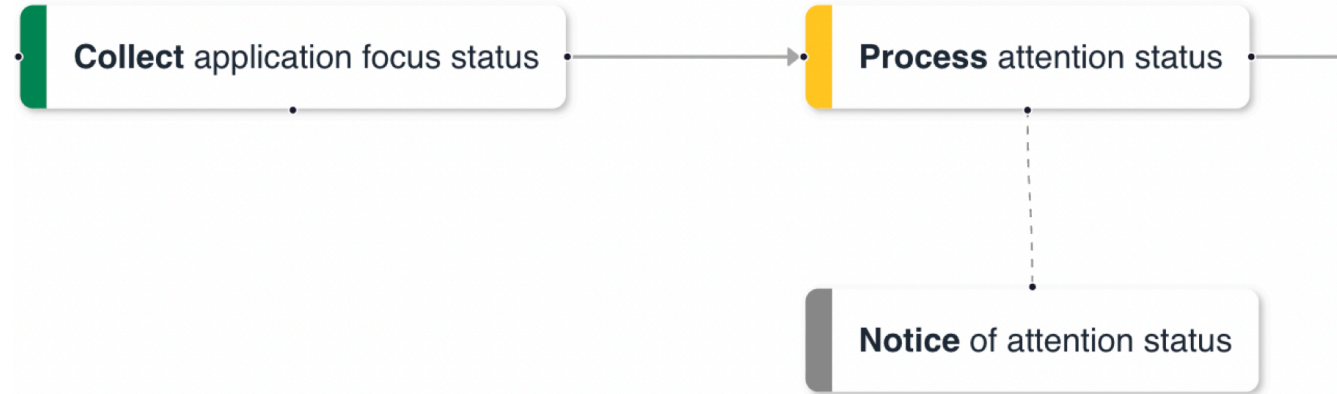 Collect application focus status
Process attention status
Notice of attention status